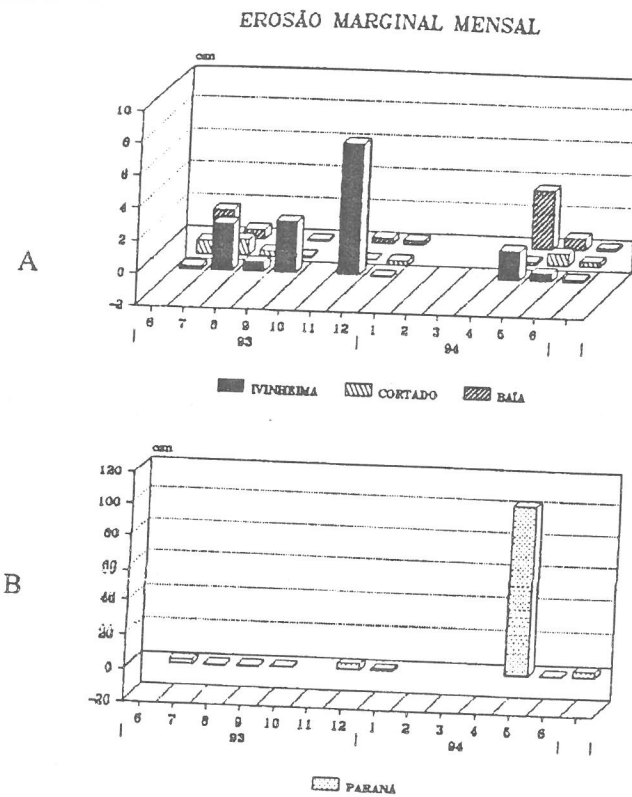 EROSÃO MARGINAL MENSAL
cm
10
8
6
4
2
0
-2
A
6 7 8 9 10 11 12 1 2 3 4 5 6
93 94
IVINHEIMA CORTADO BAÍA
cm
120
100
80
60
40
20
0
-20
B
6 7 8 9 10 11 12 1 2 3 4 5 6
93 94
PARANÁ